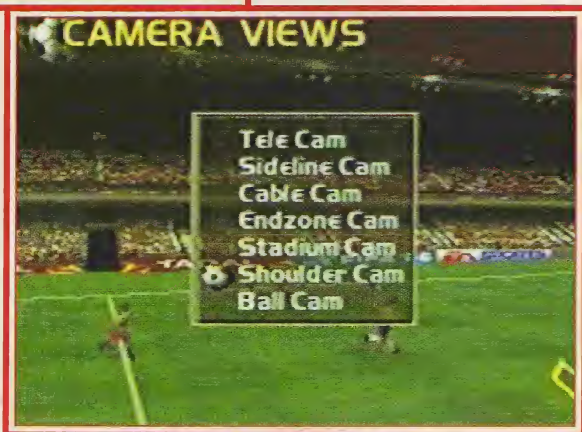 CAMERA VIEWS
Tele Cam
Sideline Cam
Cable Cam
Endzone Cam
Stadium Cam
Shoulder Cam
Ball Cam